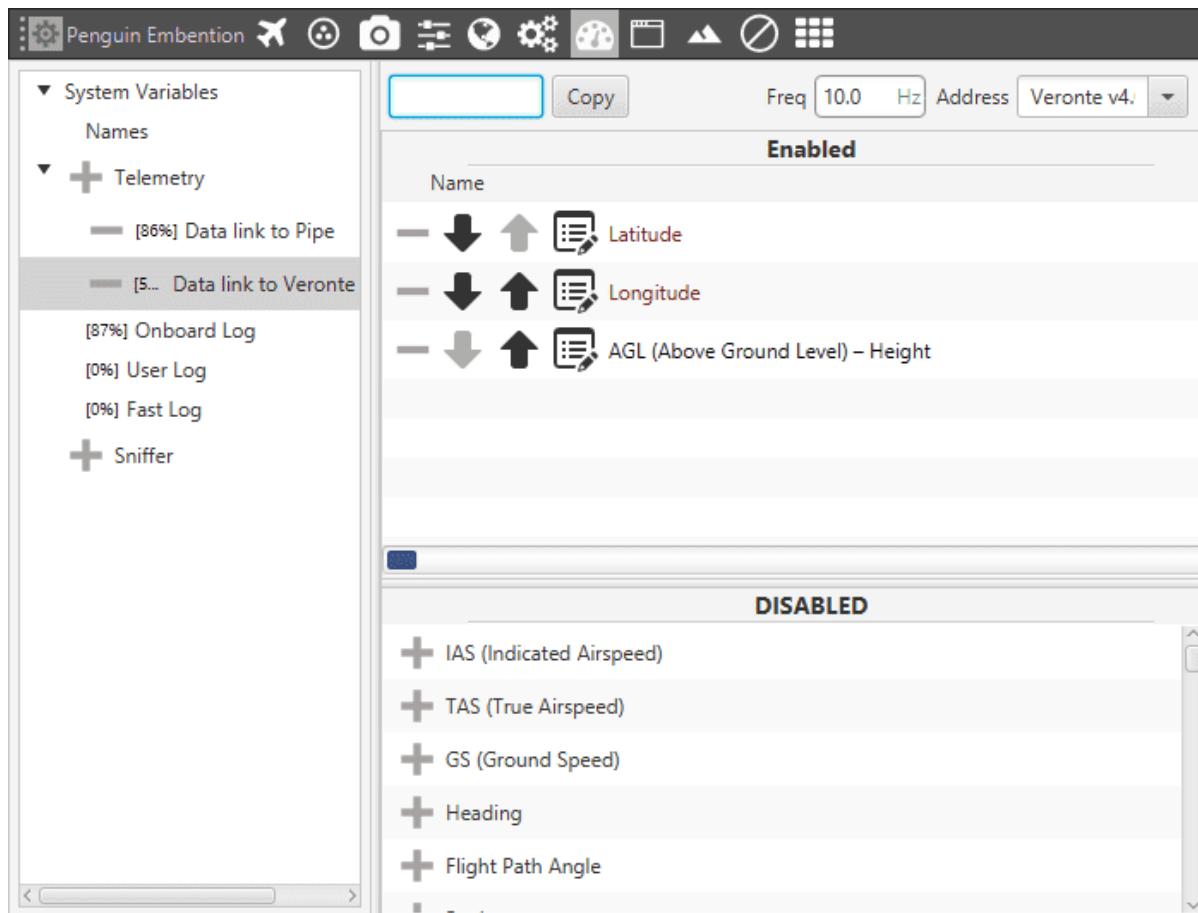 Penguin Embention
System Variables
Names
Telemetry
[86%] Data link to Pipe
[5... Data link to Veronte
[87%] Onboard Log
[0%] User Log
[0%] Fast Log
Sniffer
Copy Freq 10.0 Hz Address Veronte v4.
Enabled
Name
Latitude
Longitude
AGL (Above Ground Level) – Height
DISABLED
IAS (Indicated Airspeed)
TAS (True Airspeed)
GS (Ground Speed)
Heading
Flight Path Angle